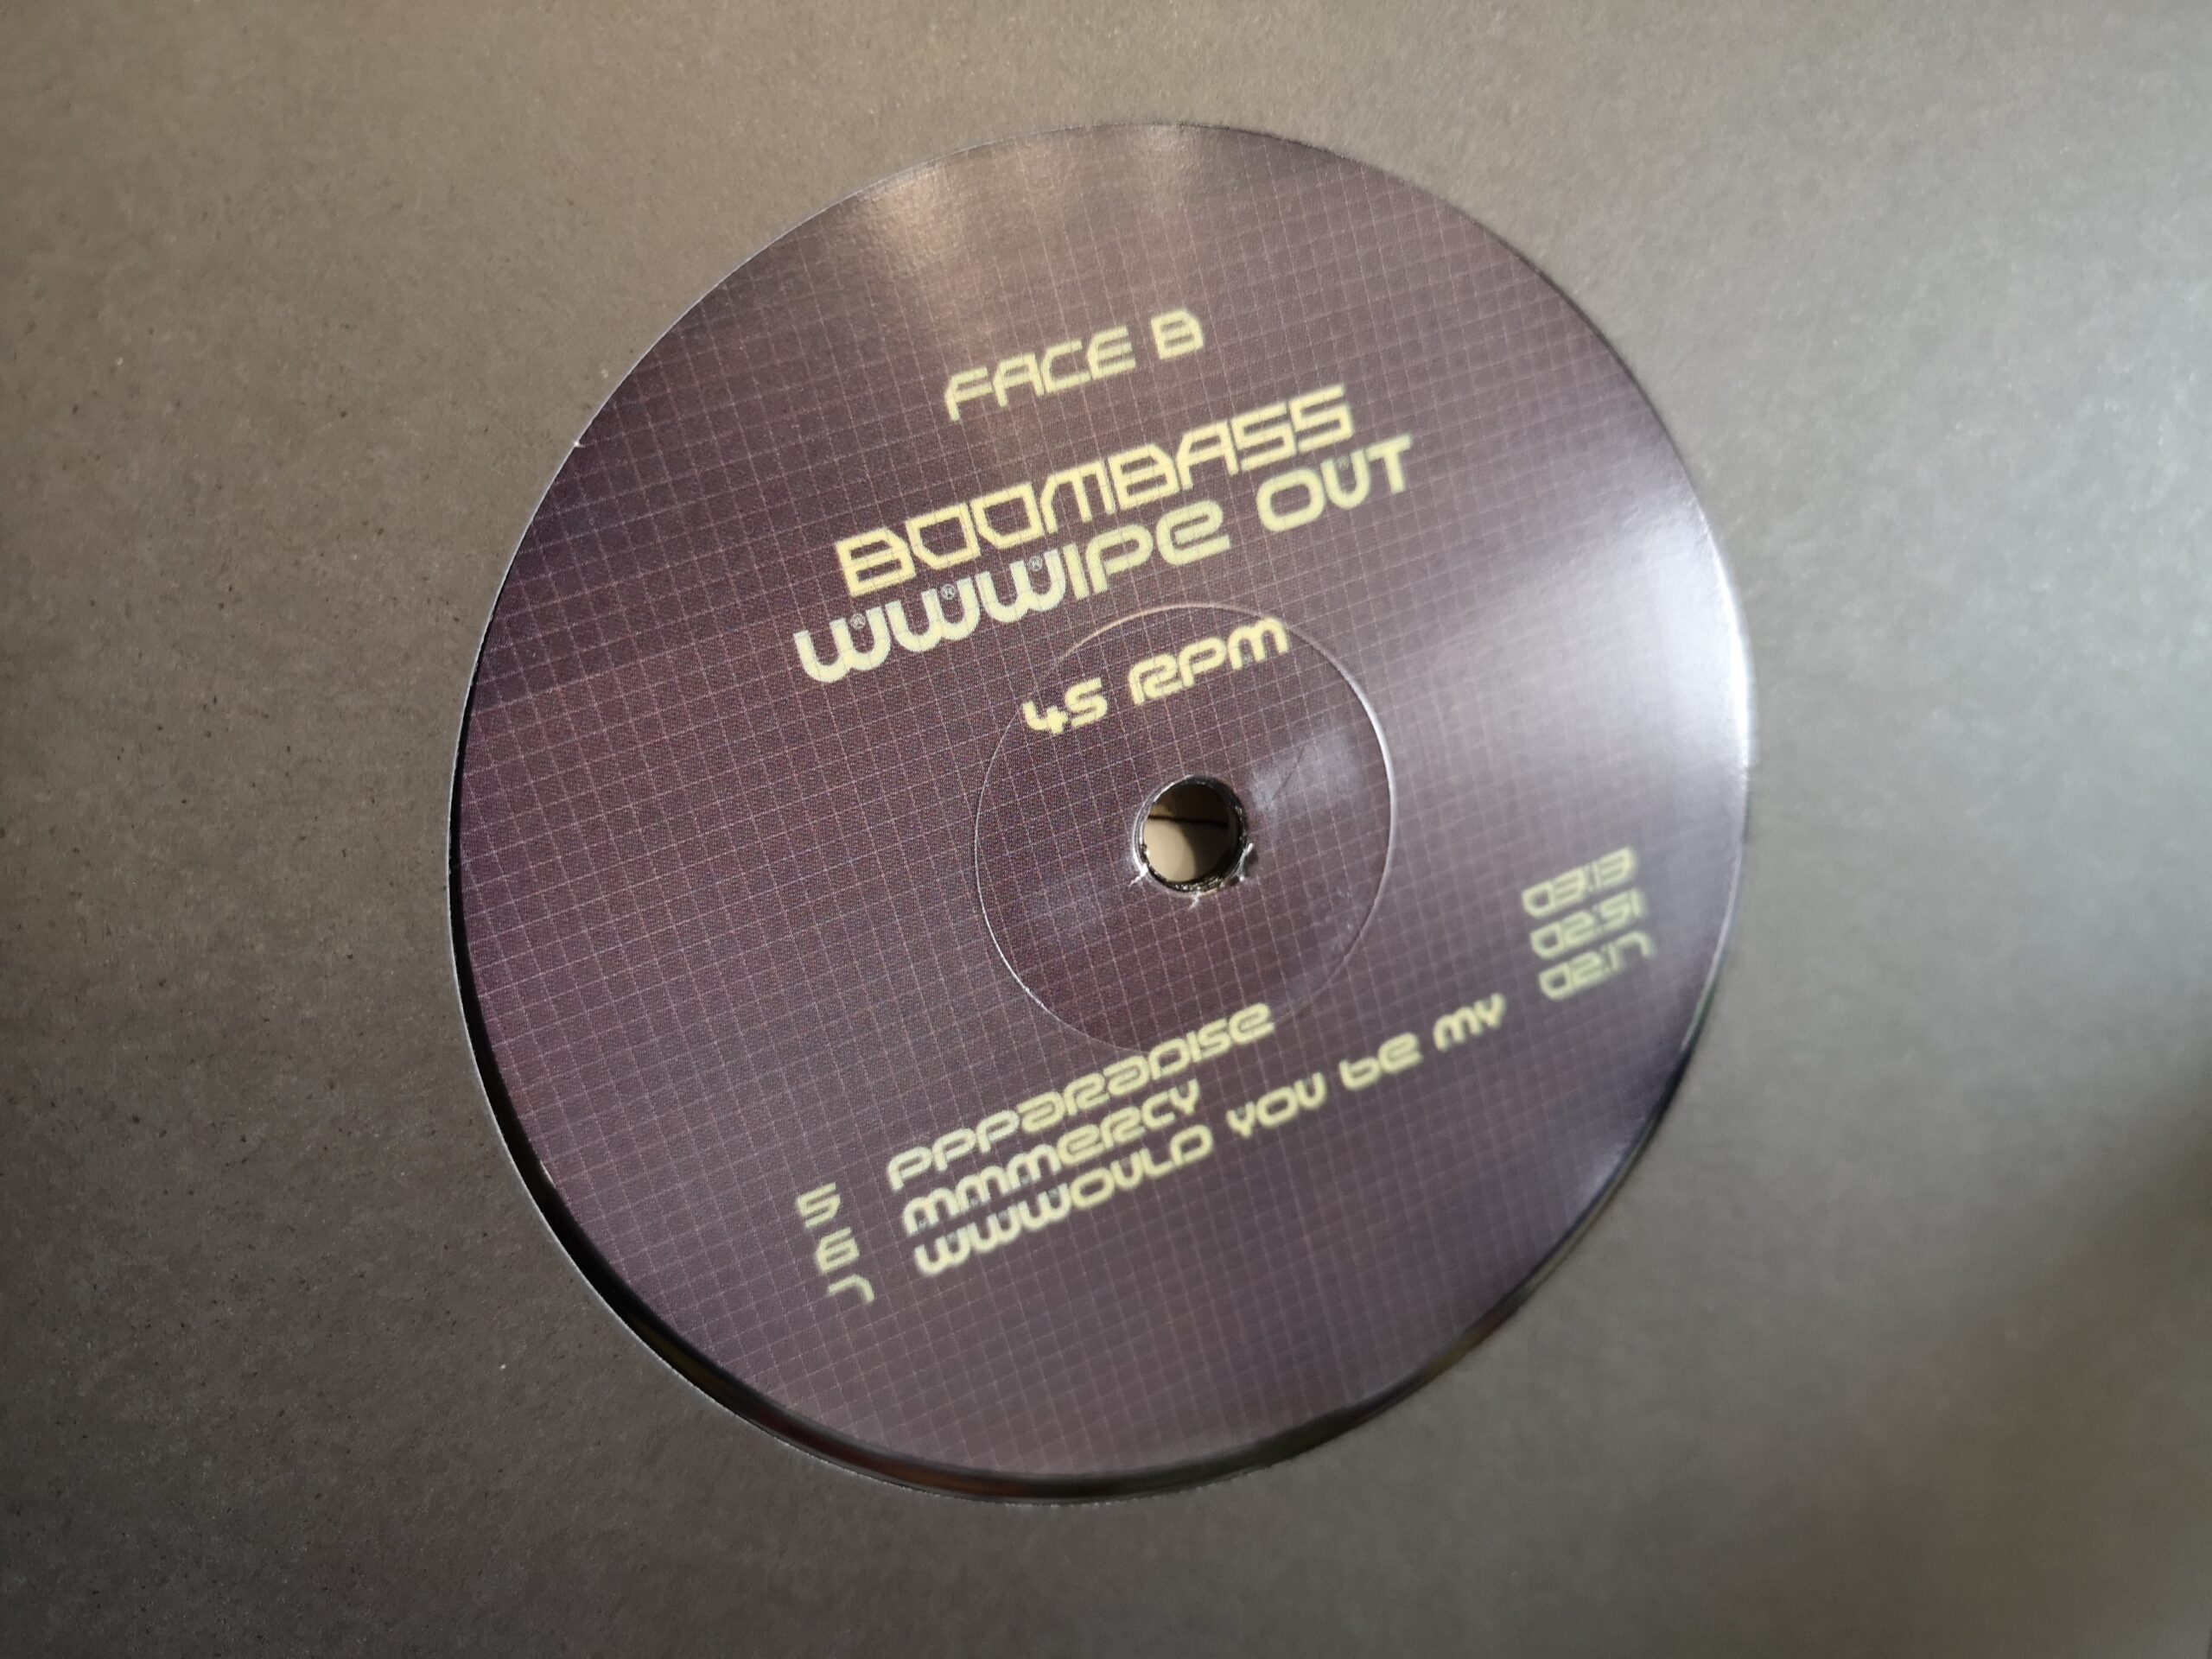 FACE B
BOOMBASS
WWWIPE OUT
45 RPM
5 PPPARADISE 03:13
6 MMMERCY 02:51
7 WWWOULD YOU BE MY 02:17